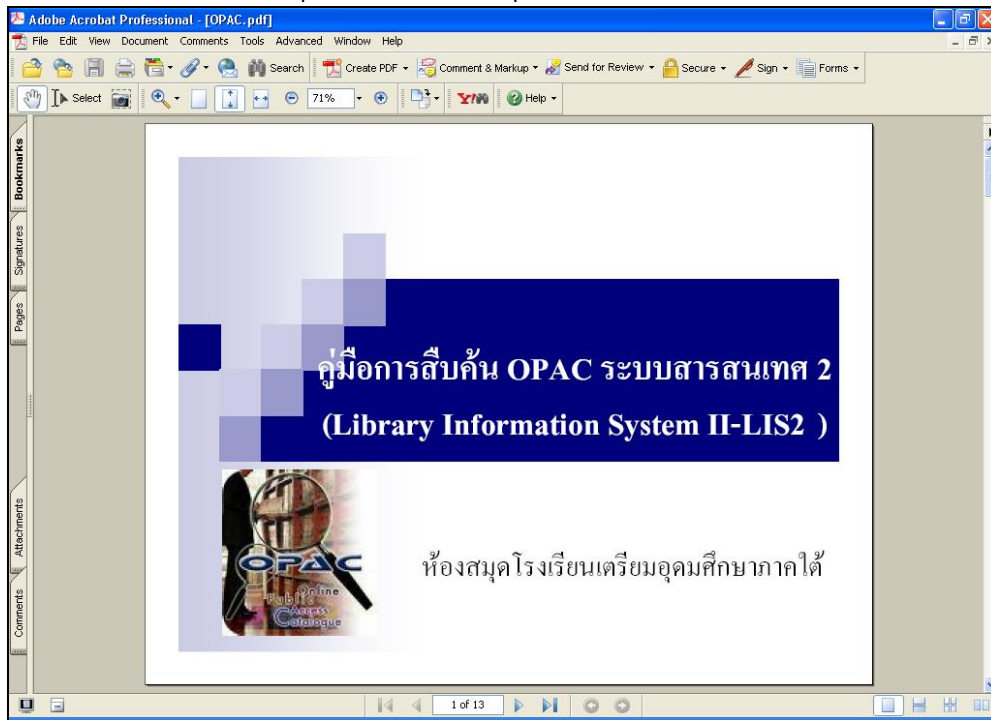 Adobe Acrobat Professional - [OPAC.pdf]
File Edit View Document Comments Tools Advanced Window Help
Search Create PDF Comment & Markup Send for Review Secure Sign Forms
Select 71% Y! Help
Bookmarks
Signatures
Pages
Attachments
Comments
คู่มือการสืบค้น OPAC ระบบสารสนเทศ 2
(Library Information System II-LIS2 )
OPAC
Public Online
Access
Catalogue
ห้องสมุดโรงเรียนเตรียมอุดมศึกษาภาคใต้
1 of 13